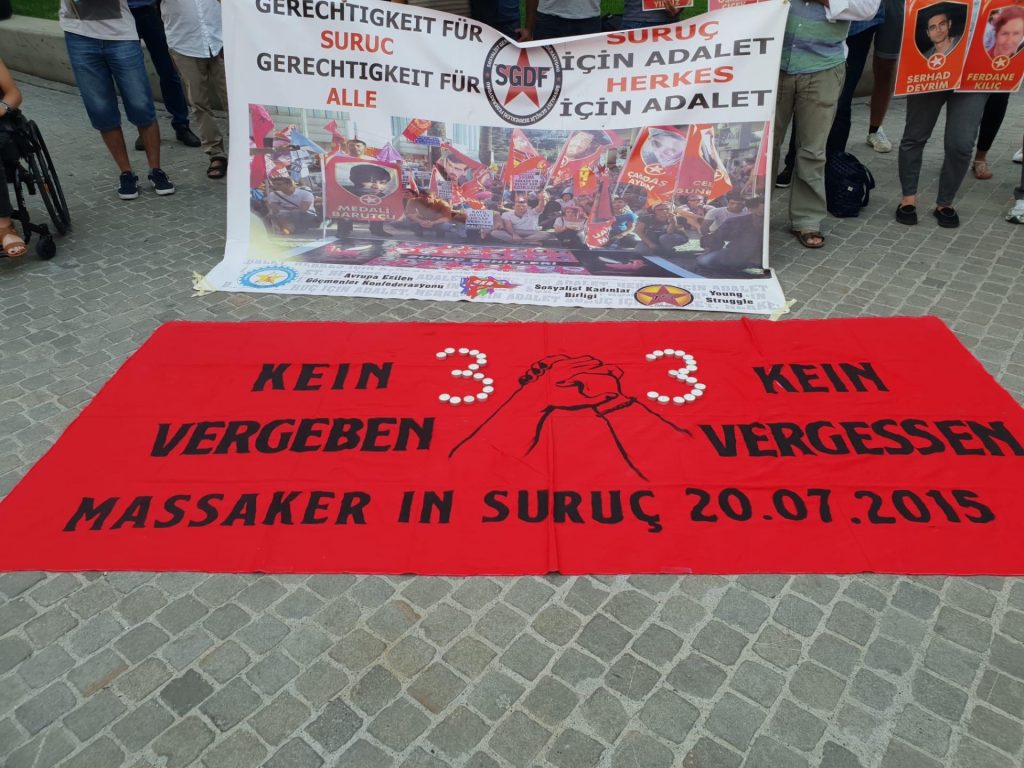 GERECHTIGKEIT FÜR
SURUC
GERECHTIGKEIT FÜR
ALLE
SGDF
SURUÇ
İÇİN ADALET
HERKES
İÇİN ADALET
SERHAD
DEVRİM
FERDANE
KILIÇ
MEDALİ
BARUTÇU
ÇAĞDAŞ
AYDIN
Avrupa Ezilen
Göçmenler Konfederasyonu
Sosyalist Kadınlar
Birliği
Young
Struggle
KEIN 33 KEIN
VERGEBEN VERGESSEN
MASSAKER IN SURUÇ 20.07.2015